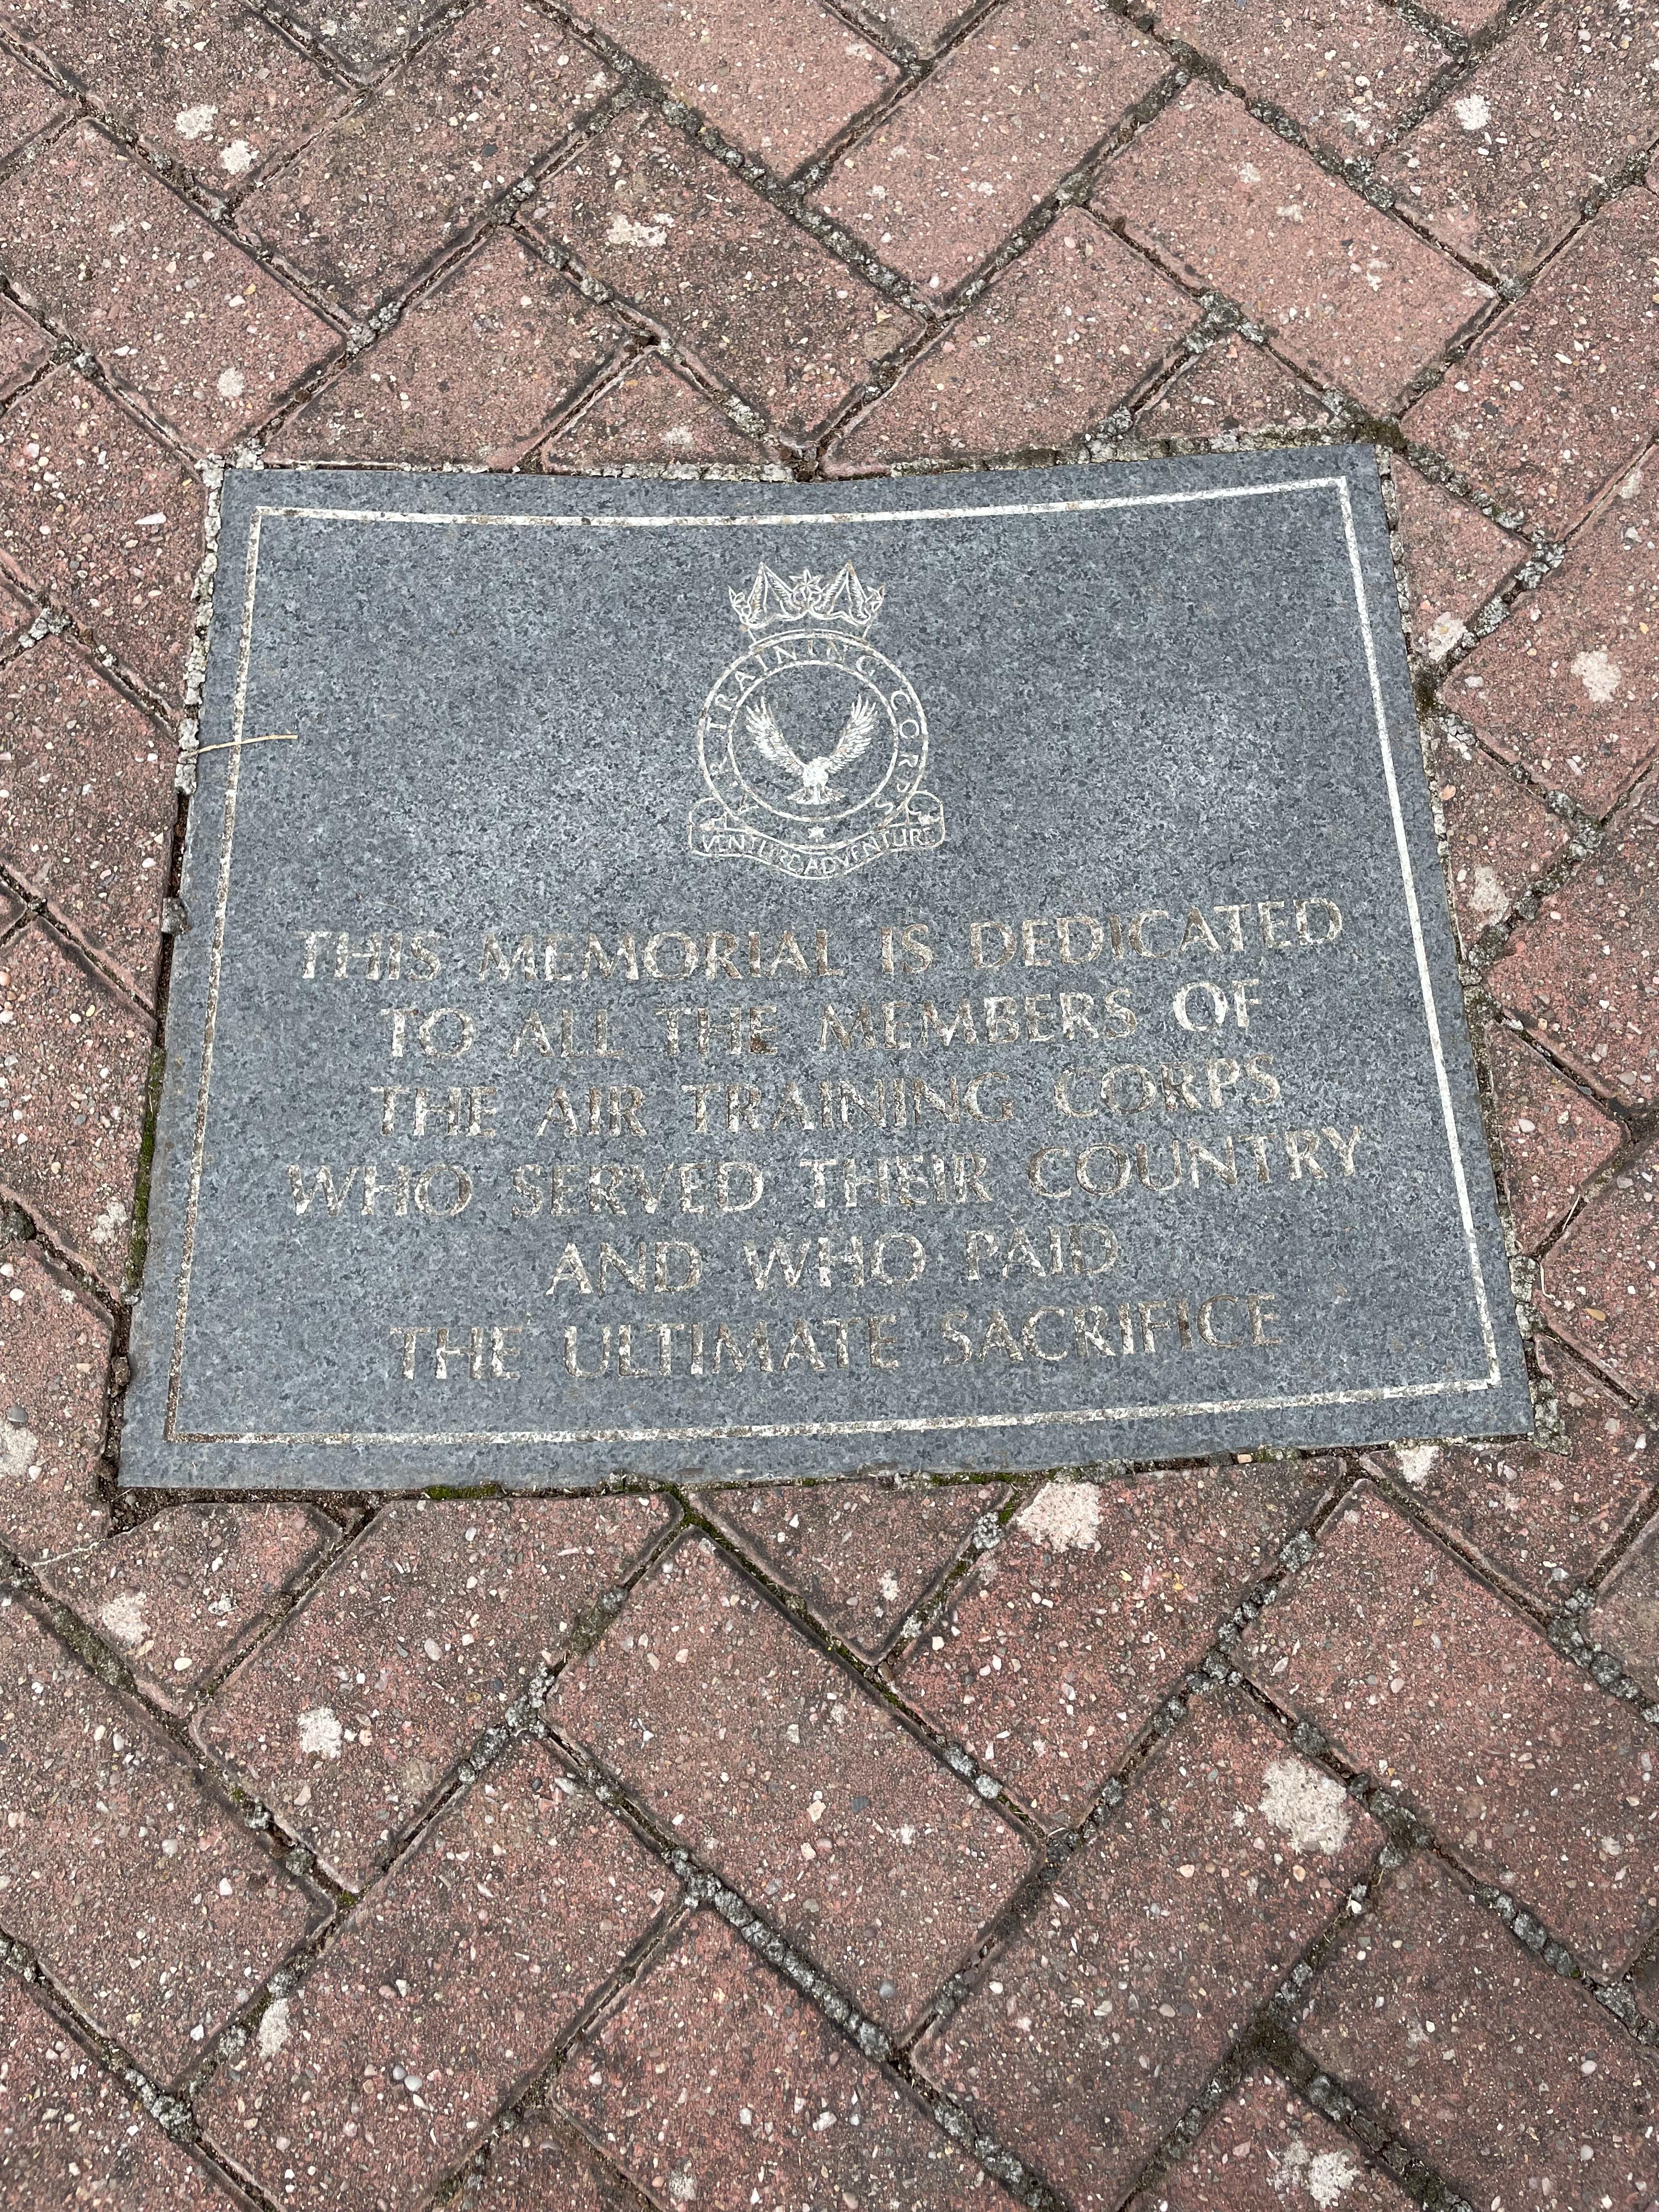 AIR TRAINING CORPS
VENTURE ADVENTURE
THIS MEMORIAL IS DEDICATED
TO ALL THE MEMBERS OF
THE AIR TRAINING CORPS
WHO SERVED THEIR COUNTRY
AND WHO PAID
THE ULTIMATE SACRIFICE